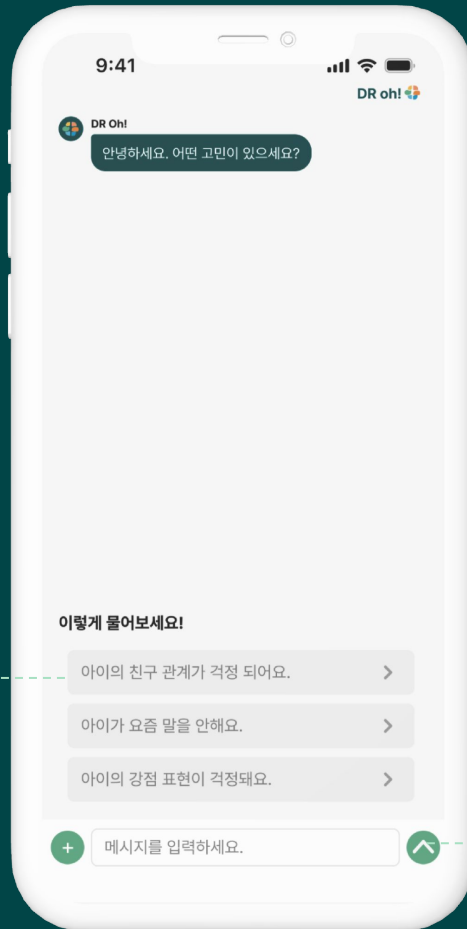 9:41
DR oh!
DR Oh!
안녕하세요. 어떤 고민이 있으세요?
이렇게 물어보세요!
아이의 친구 관계가 걱정 되어요.
아이가 요즘 말을 안해요.
아이의 강점 표현이 걱정돼요.
메시지를 입력하세요.